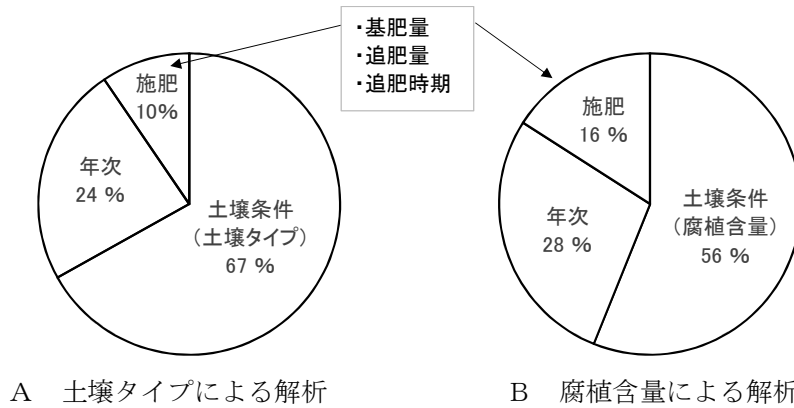 ・基肥量
・追肥量
・追肥時期
施肥
10%
年次
24 %
土壌条件
（土壌タイプ）
67 %
施肥
16 %
年次
28 %
土壌条件
（腐植含量）
56 %
A　土壌タイプによる解析
B　腐植含量による解析